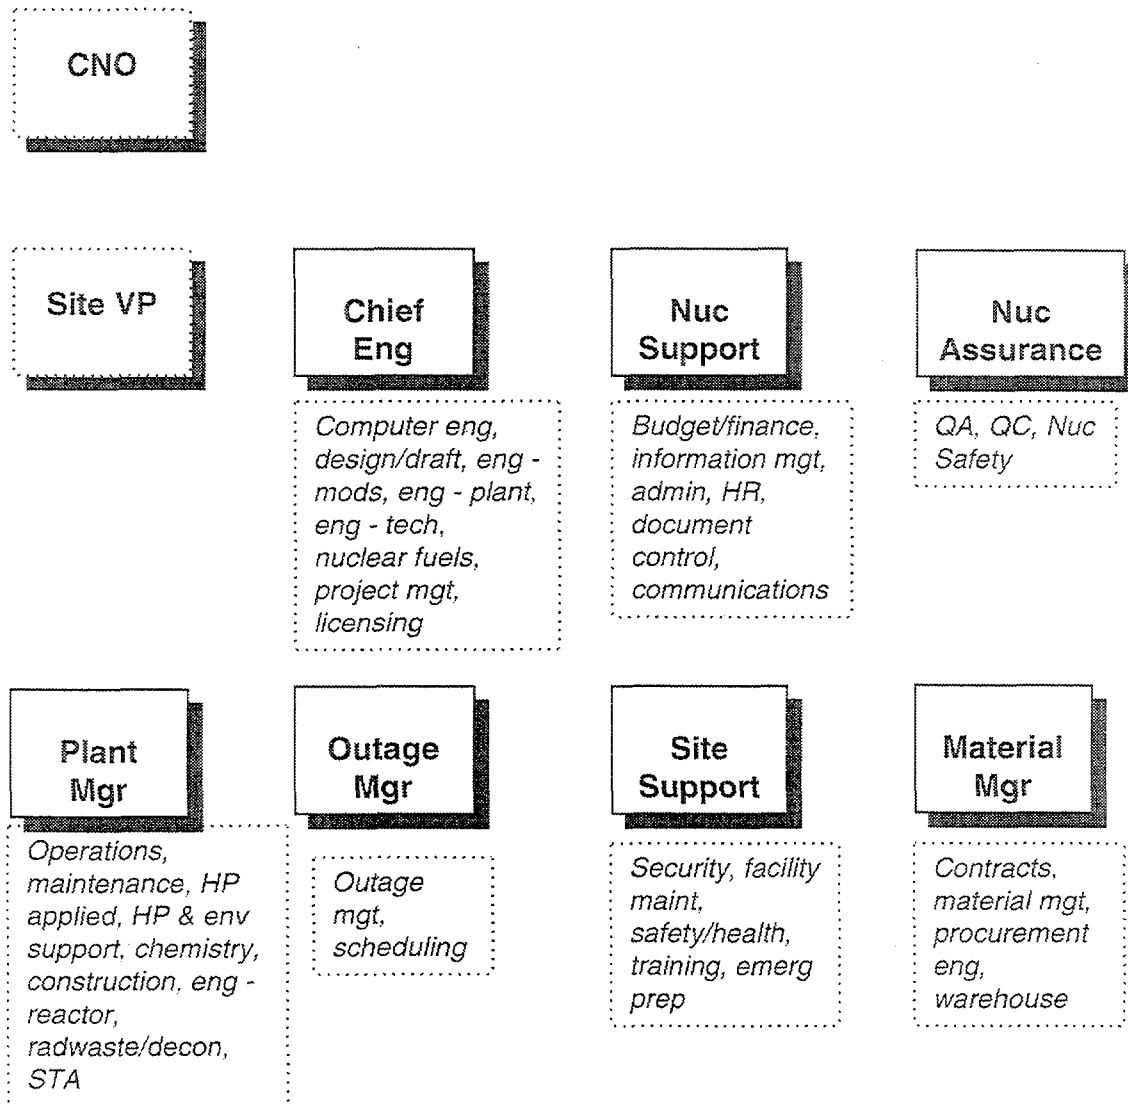 CNO
Site VP
Chief
Eng
Computer eng,
design/draft, eng -
mods, eng - plant,
eng - tech,
nuclear fuels,
project mgt,
licensing
Nuc
Support
Budget/finance,
information mgt,
admin, HR,
document
control,
communications
Nuc
Assurance
QA, QC, Nuc
Safety
Plant
Mgr
Operations,
maintenance, HP
applied, HP & env
support, chemistry,
construction, eng -
reactor,
radwaste/decon,
STA
Outage
Mgr
Outage
mgt,
scheduling
Site
Support
Security, facility
maint,
safety/health,
training, emerg
prep
Material
Mgr
Contracts,
material mgt,
procurement
eng,
warehouse